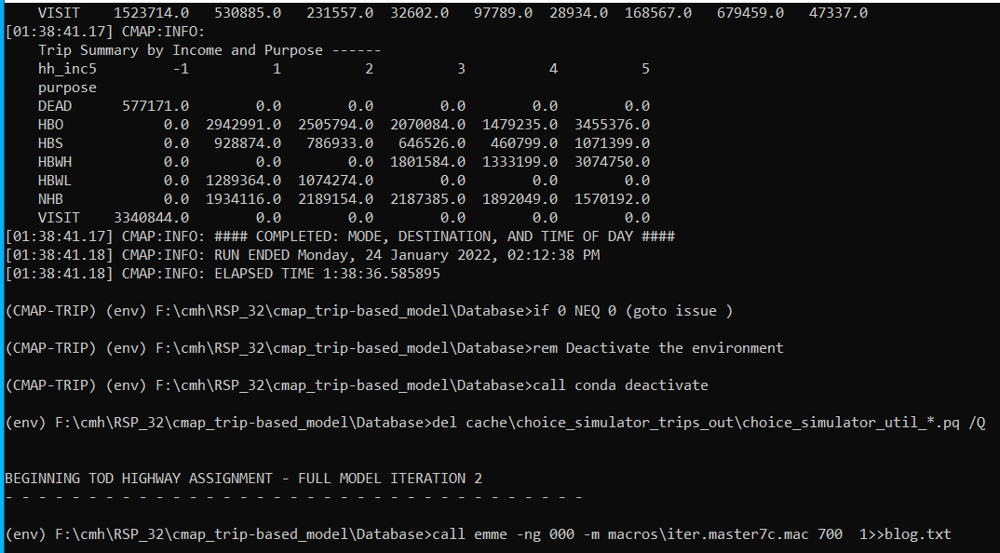 VISIT 1523714.0 530885.0 231557.0 32602.0 97789.0 28934.0 168567.0 679459.0 47337.0
[01:38:41.17] CMAP:INFO:
Trip Summary by Income and Purpose ------
hh_inc5 -1 1 2 3 4 5
purpose
DEAD 577171.0 0.0 0.0 0.0 0.0 0.0
HBO 0.0 2942991.0 2505794.0 2070084.0 1479235.0 3455376.0
HBS 0.0 928874.0 786933.0 646526.0 460799.0 1071399.0
HBWH 0.0 0.0 0.0 1801584.0 1333199.0 3074750.0
HBWL 0.0 1289364.0 1074274.0 0.0 0.0 0.0
NHB 0.0 1934116.0 2189154.0 2187385.0 1892049.0 1570192.0
VISIT 3340844.0 0.0 0.0 0.0 0.0 0.0
[01:38:41.17] CMAP:INFO: #### COMPLETED: MODE, DESTINATION, AND TIME OF DAY ####
[01:38:41.18] CMAP:INFO: RUN ENDED Monday, 24 January 2022, 02:12:38 PM
[01:38:41.18] CMAP:INFO: ELAPSED TIME 1:38:36.585895
(CMAP-TRIP) (env) F:\cmh\RSP_32\cmap_trip-based_model\Database>if 0 NEQ 0 (goto issue )
(CMAP-TRIP) (env) F:\cmh\RSP_32\cmap_trip-based_model\Database>rem Deactivate the environment
(CMAP-TRIP) (env) F:\cmh\RSP_32\cmap_trip-based_model\Database>call conda deactivate
(env) F:\cmh\RSP_32\cmap_trip-based_model\Database>del cache\choice_simulator_trips_out\choice_simulator_util_*.pq /Q
BEGINNING TOD HIGHWAY ASSIGNMENT - FULL MODEL ITERATION 2
- - - - - - - - - - - - - - - - - - - - - - - - - - - - - - - - - - -
(env) F:\cmh\RSP_32\cmap_trip-based_model\Database>call emme -ng 000 -m macros\iter.master7c.mac 700 1>>blog.txt